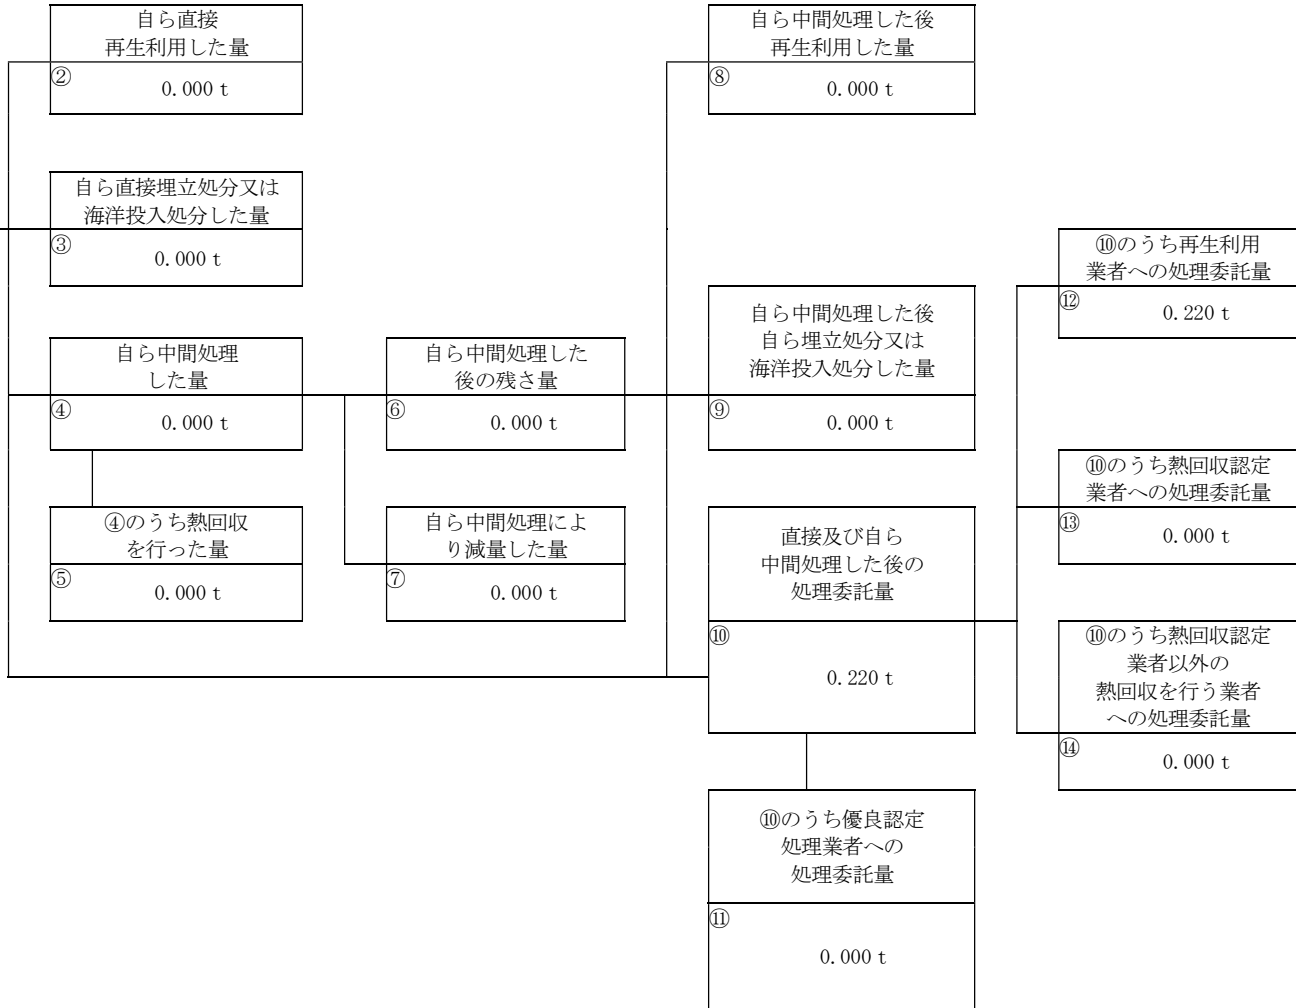 自ら直接
再生利用した量
②
0.000 t
自ら中間処理した後
再生利用した量
⑧
0.000 t
自ら直接埋立処分又は
海洋投入処分した量
③
0.000 t
⑩のうち再生利用
業者への処理委託量
⑫
0.220 t
自ら中間処理した後
自ら埋立処分又は
海洋投入処分した量
⑨
0.000 t
自ら中間処理
した量
④
0.000 t
自ら中間処理した
後の残さ量
⑥
0.000 t
⑩のうち熱回収認定
業者への処理委託量
⑬
0.000 t
④のうち熱回収
を行った量
⑤
0.000 t
自ら中間処理によ
り減量した量
⑦
0.000 t
直接及び自ら
中間処理した後の
処理委託量
⑩
0.220 t
⑩のうち熱回収認定
業者以外の
熱回収を行う業者
への処理委託量
⑭
0.000 t
⑩のうち優良認定
処理業者への
処理委託量
⑪
0.000 t